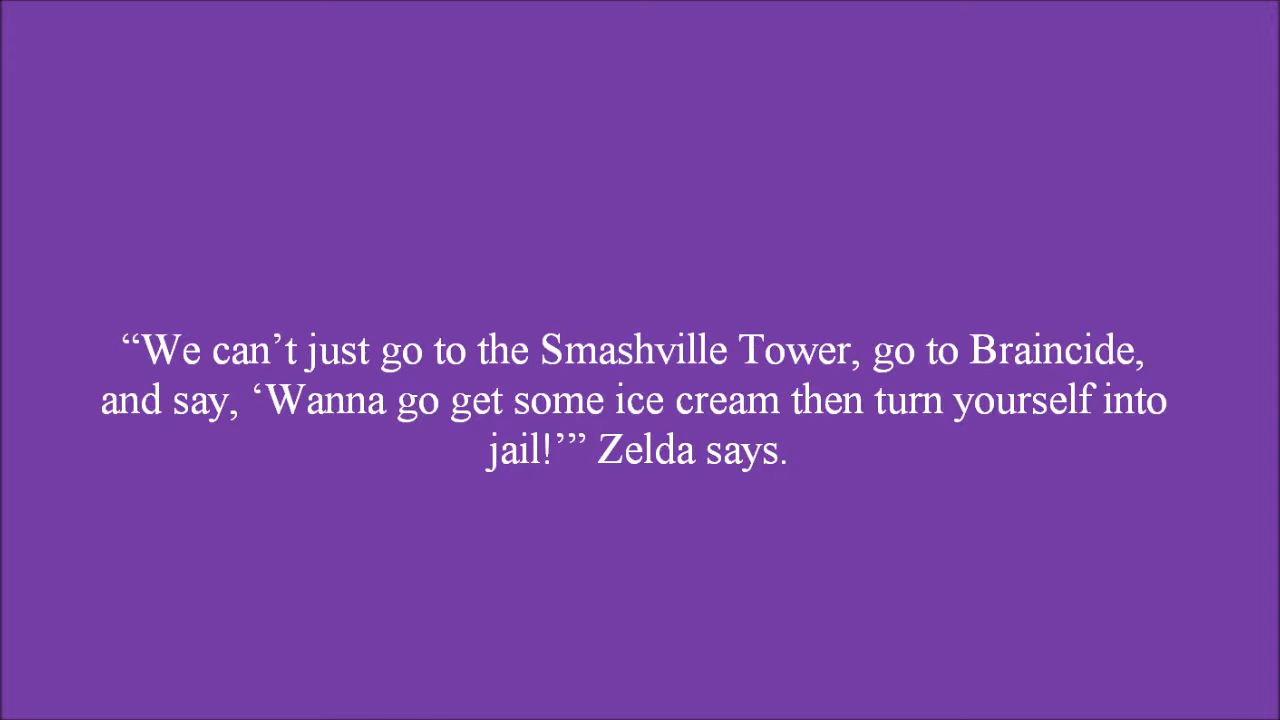 “We can’t just go to the Smashville Tower, go to Braincide,
and say, ‘Wanna go get some ice cream then turn yourself into
jail!’” Zelda says.